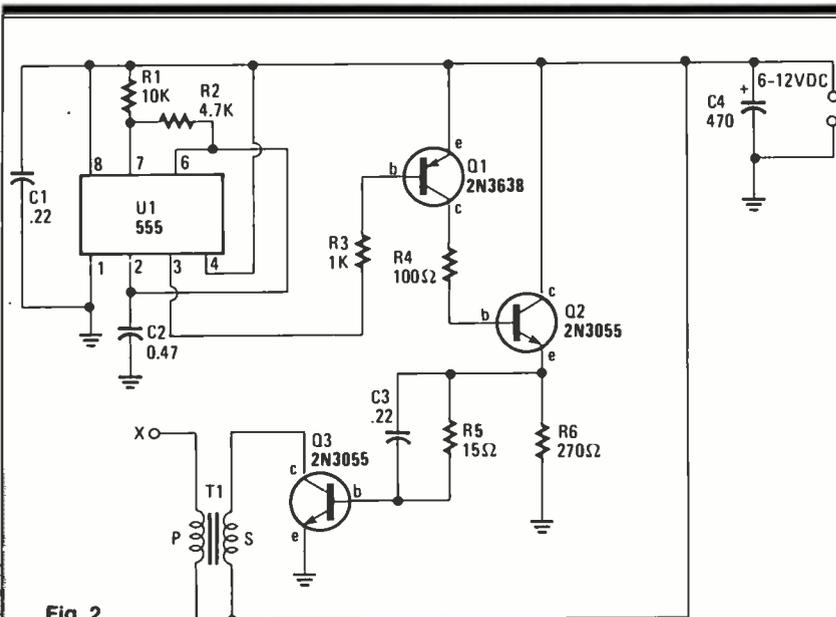 6-12VDC
C4
470
R1
10K
R2
4.7K
8
7
6
C1
.22
U1
555
1
2
3
4
C2
0.47
R3
1K
b
e
Q1
2N3638
c
R4
100Ω
b
c
Q2
2N3055
e
C3
.22
R5
15Ω
R6
270Ω
X
T1
P
S
Q3
2N3055
c
b
e
+
Fig. 2